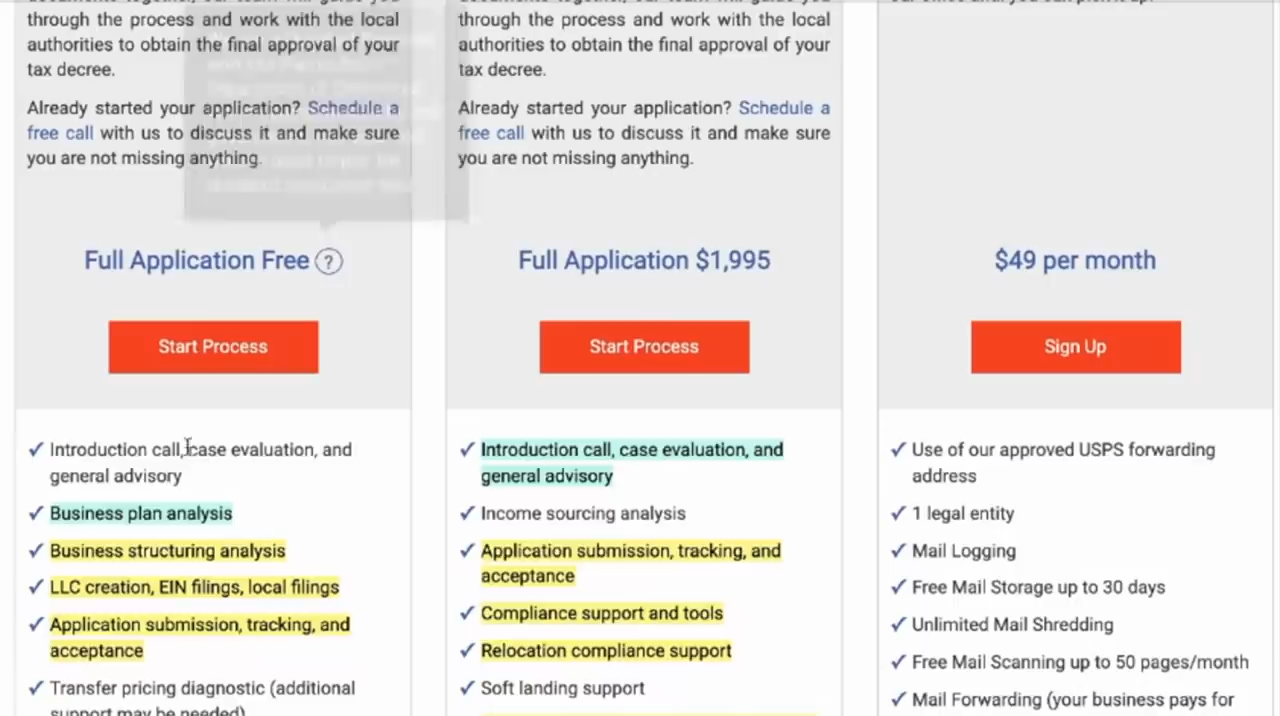 through the process and work with the local
authorities to obtain the final approval of your
tax decree.
Already started your application? Schedule a
free call with us to discuss it and make sure
you are not missing anything.
Full Application Free ?
Start Process
Introduction call, case evaluation, and
general advisory
Business plan analysis
Business structuring analysis
LLC creation, EIN filings, local filings
Application submission, tracking, and
acceptance
Transfer pricing diagnostic (additional
support may be needed)
through the process and work with the local
authorities to obtain the final approval of your
tax decree.
Already started your application? Schedule a
free call with us to discuss it and make sure
you are not missing anything.
Full Application $1,995
Start Process
Introduction call, case evaluation, and
general advisory
Income sourcing analysis
Application submission, tracking, and
acceptance
Compliance support and tools
Relocation compliance support
Soft landing support
$49 per month
Sign Up
Use of our approved USPS forwarding
address
1 legal entity
Mail Logging
Free Mail Storage up to 30 days
Unlimited Mail Shredding
Free Mail Scanning up to 50 pages/month
Mail Forwarding (your business pays for